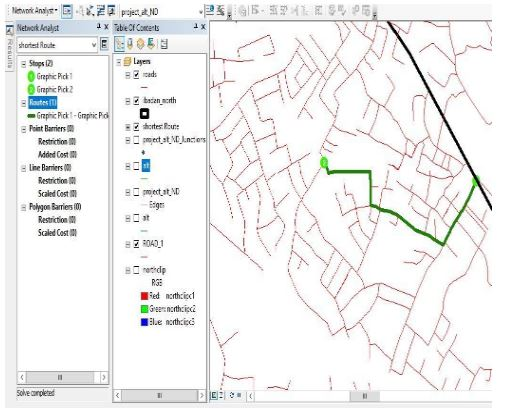 Network Analyst
project_alt_ND
Network Analyst
shortest Route
Stops (2)
Graphic Pick 1
Graphic Pick 2
Routes (1)
Graphic Pick 1 - Graphic Pick
Point Barriers (0)
Restriction (0)
Added Cost (0)
Line Barriers (0)
Restriction (0)
Scaled Cost (0)
Polygon Barriers (0)
Restriction (0)
Scaled Cost (0)
Solve completed
Results
Table Of Contents
Layers
roads
ibadan_north
shortest Route
project_alt_ND_Junctions
alt
project_alt_ND
Edges
alt
ROAD_1
northclip
RGB
Red: northclipc1
Green: northclipc2
Blue: northclipc3